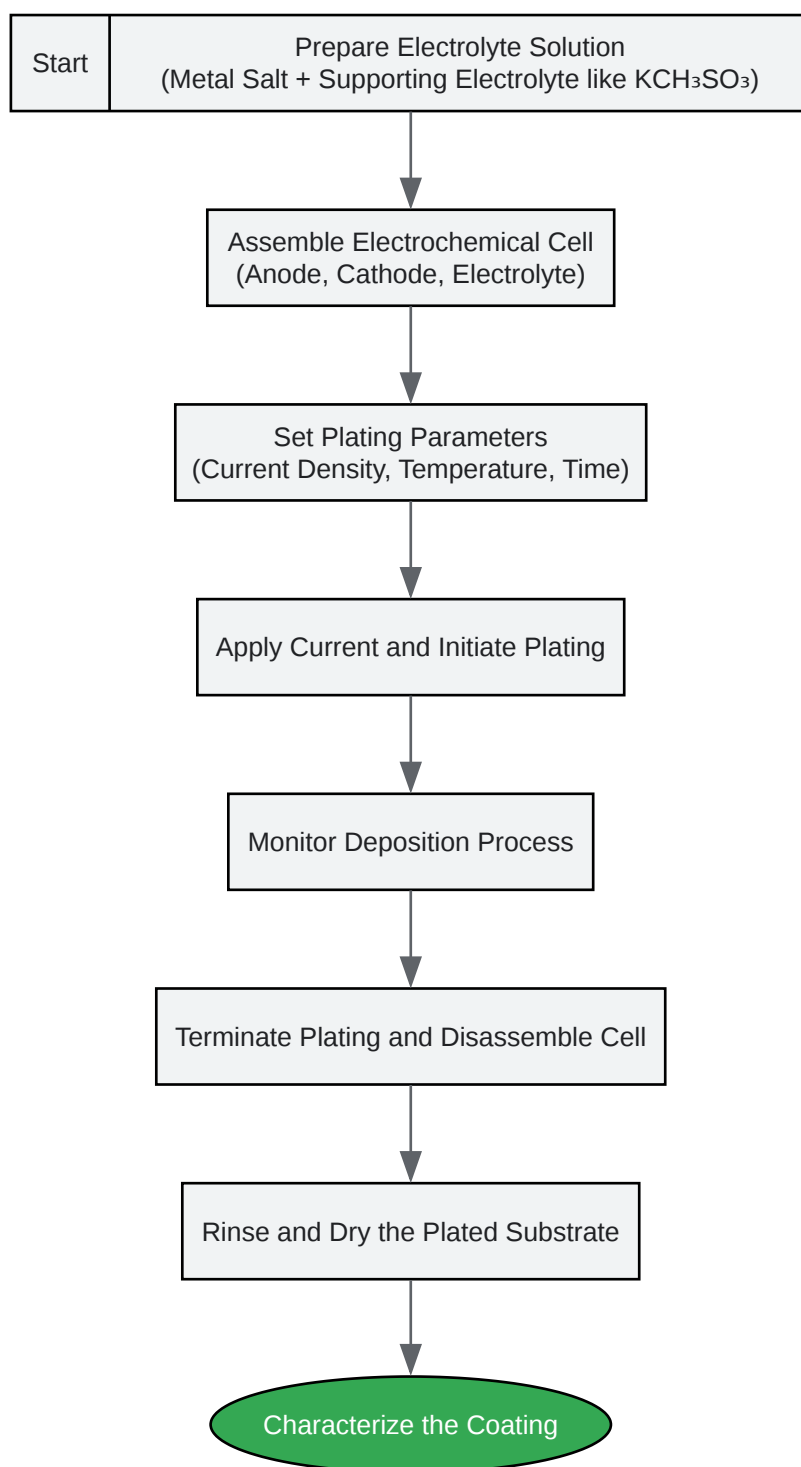 Start
Prepare Electrolyte Solution
(Metal Salt + Supporting Electrolyte like KCH₃SO₃)
Assemble Electrochemical Cell
(Anode, Cathode, Electrolyte)
Set Plating Parameters
(Current Density, Temperature, Time)
Apply Current and Initiate Plating
Monitor Deposition Process
Terminate Plating and Disassemble Cell
Rinse and Dry the Plated Substrate
Characterize the Coating